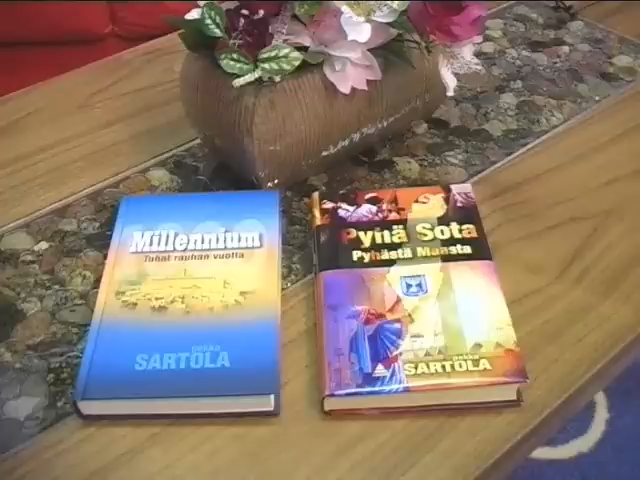 Millennium
Tuhat rauhan vuotta
pekka
SARTOLA
Pyhä Sota
Pyhästä Maasta
pekka
SARTOLA